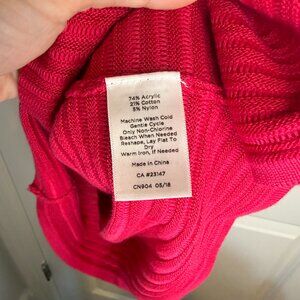 74% Acrylic
21% Cotton
5% Nylon
Machine Wash Cold
Gentle Cycle
Only Non-Chlorine
Bleach When Needed
Reshape, Lay Flat To
Dry
Warm Iron, If Needed
Made in China
CA #23147
CN904 05/18